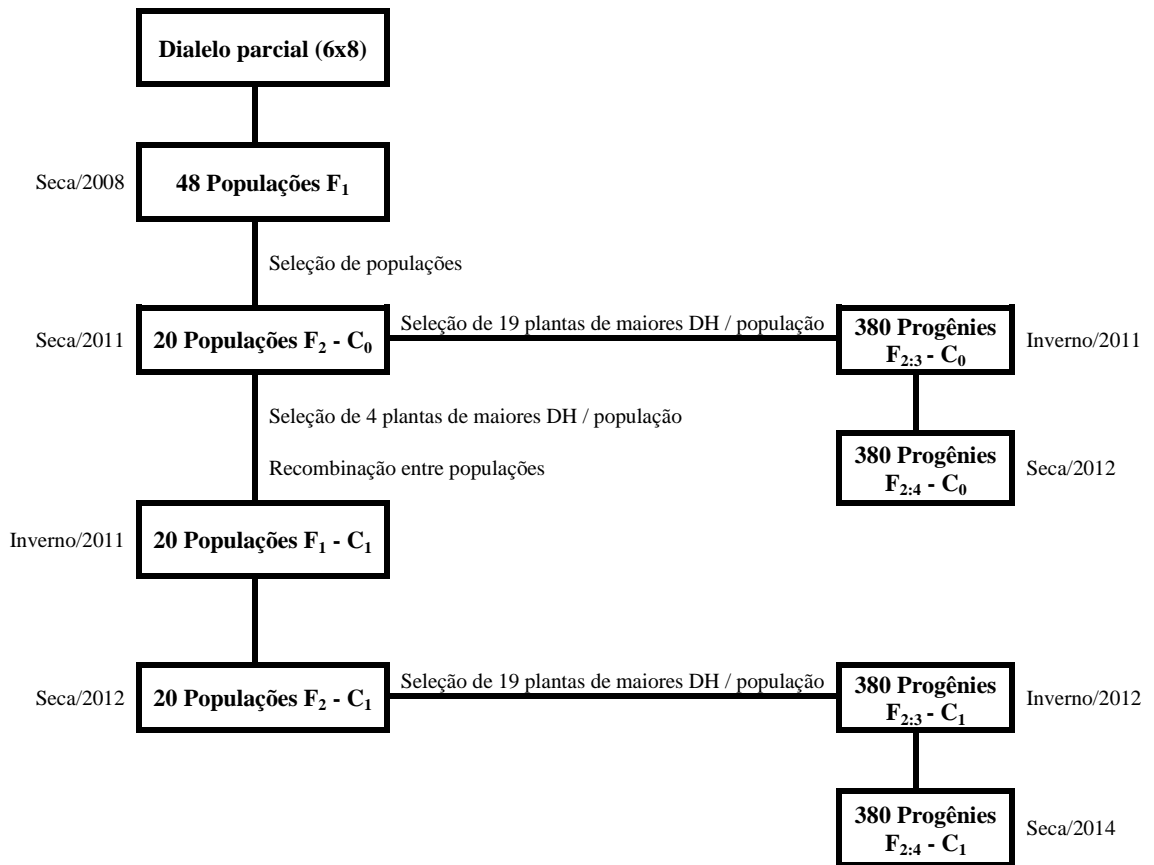 Dialelo parcial (6x8)
Seca/2008
48 Populações F₁
Seleção de populações
Seca/2011
20 Populações F₂ - C₀
Seleção de 19 plantas de maiores DH / população
380 Progênies
F₂:₃ - C₀
Inverno/2011
Seleção de 4 plantas de maiores DH / população
Recombinação entre populações
380 Progênies
F₂:₄ - C₀
Seca/2012
Inverno/2011
20 Populações F₁ - C₁
Seca/2012
20 Populações F₂ - C₁
Seleção de 19 plantas de maiores DH / população
380 Progênies
F₂:₃ - C₁
Inverno/2012
380 Progênies
F₂:₄ - C₁
Seca/2014